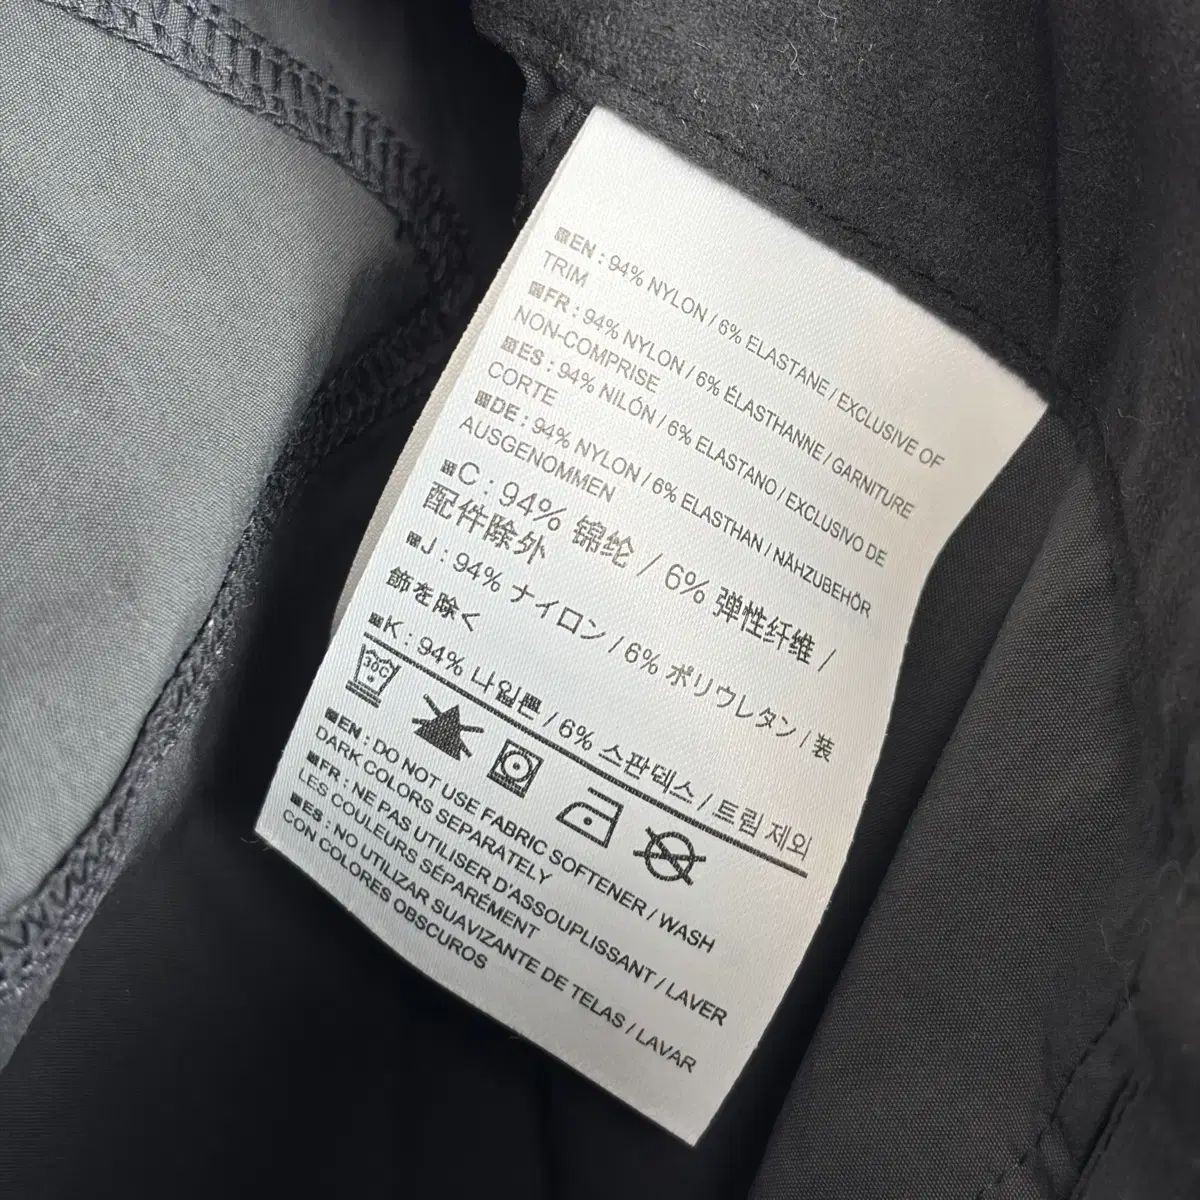 EN : 94% NYLON / 6% ELASTANE / EXCLUSIVE OF
TRIM
FR : 94% NYLON / 6% ÉLASTHANNE / GARNITURE
NON-COMPRISE
ES : 94% NILÓN / 6% ELASTANO / EXCLUSIVO DE
CORTE
DE : 94% NYLON / 6% ELASTHAN / NÄHZUBEHÖR
AUSGENOMMEN
C : 94% 锦纶 / 6% 弹性纤维 /
配件除外
J : 94% ナイロン / 6% ポリウレタン / 装
飾を除く
K : 94% 나일론 / 6% 스판덱스 / 트림 제외
30C
EN : DO NOT USE FABRIC SOFTENER / WASH
DARK COLORS SEPARATELY
FR : NE PAS UTILISER D'ASSOUPLISSANT / LAVER
LES COULEURS SÉPARÉMENT
ES : NO UTILIZAR SUAVIZANTE DE TELAS / LAVAR
CON COLORES OBSCUROS